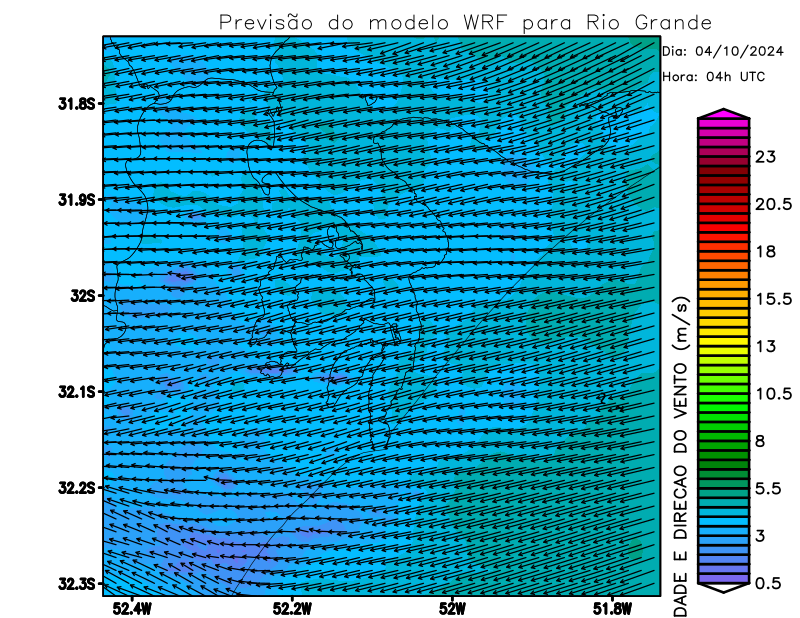 Previsão do modelo WRF para Rio Grande
Dia: 04/10/2024
Hora: 04h UTC
31.8S
31.9S
32S
32.1S
32.2S
32.3S
52.4W
52.2W
52W
51.8W
23
20.5
18
15.5
13
10.5
8
5.5
3
0.5
DADE E DIRECAO DO VENTO (m/s)